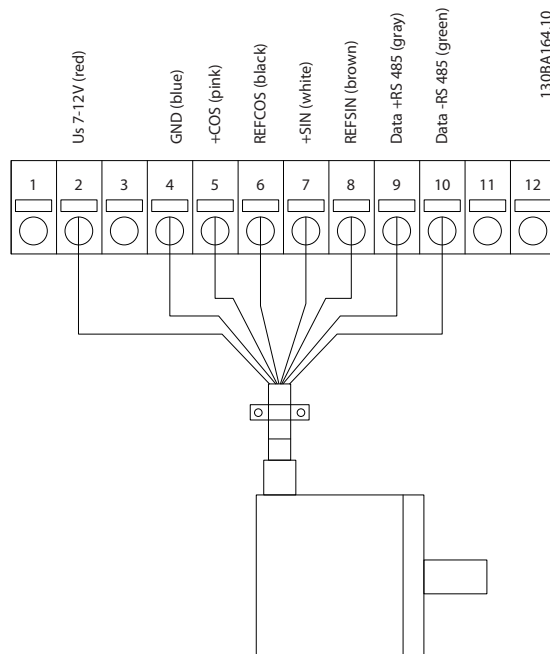 Us 7-12V (red)
GND (blue)
+COS (pink)
REFCOS (black)
+SIN (white)
REFSIN (brown)
Data +RS 485 (gray)
Data -RS 485 (green)
130BA164.10
1 2 3 4 5 6 7 8 9 10 11 12